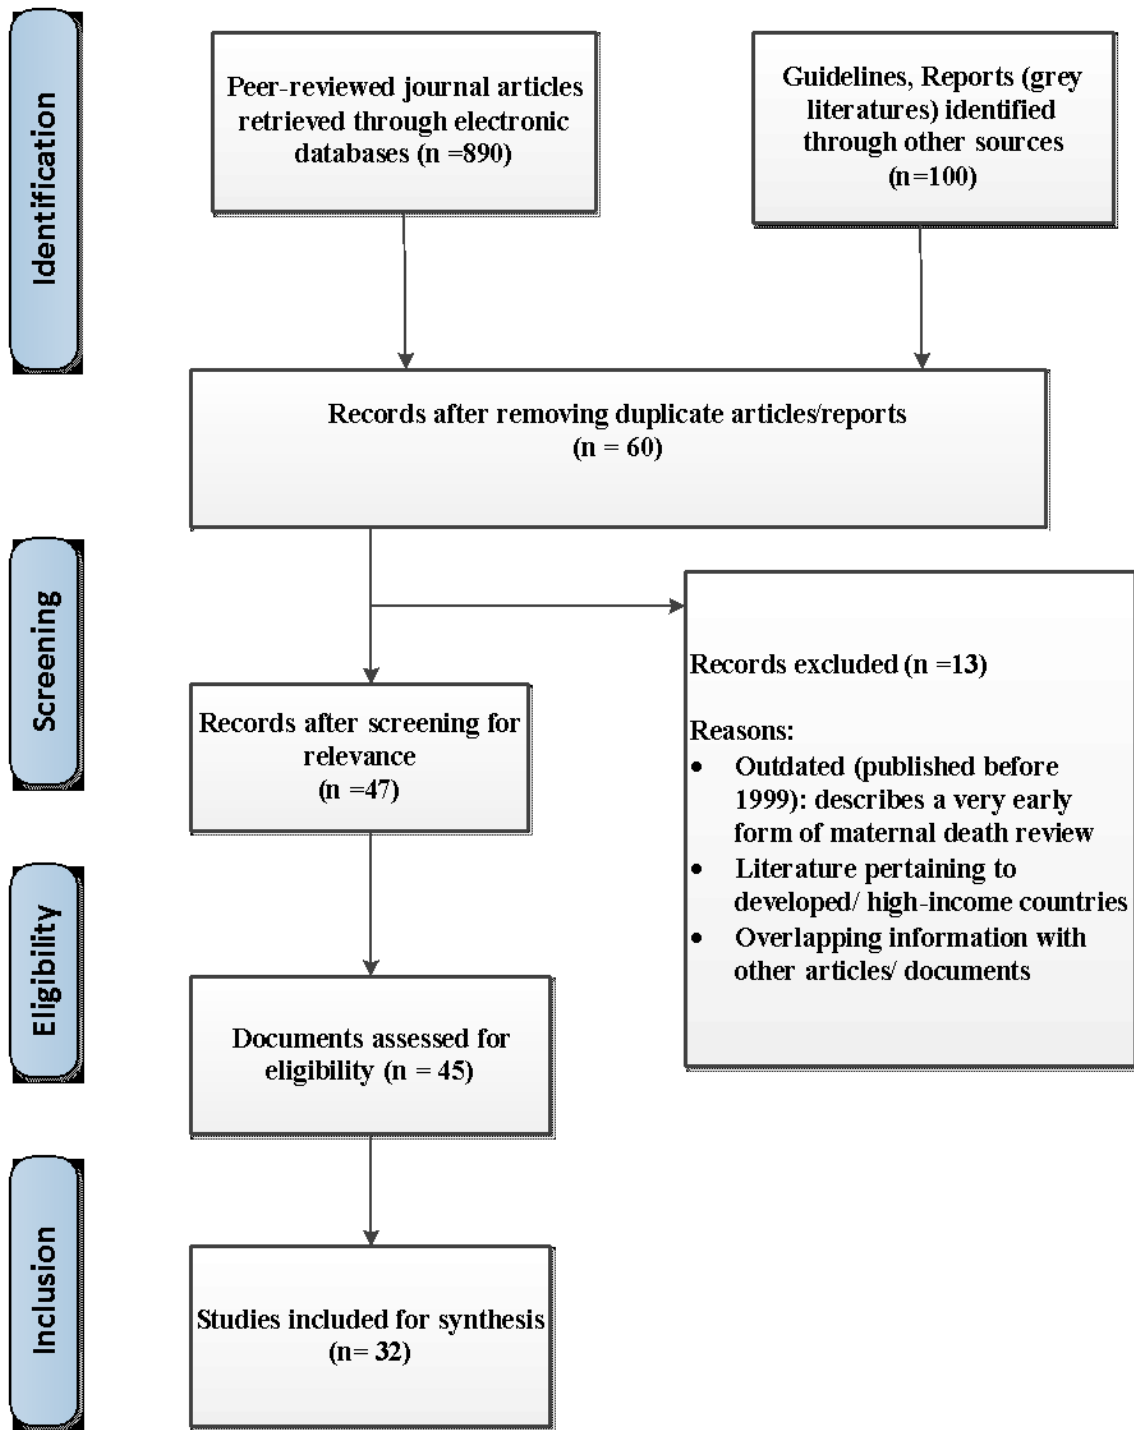 Identification
Peer-reviewed journal articles
retrieved through electronic
databases (n =890)
Guidelines, Reports (grey
literatures) identified
through other sources
(n=100)
Records after removing duplicate articles/reports
(n = 60)
Screening
Records after screening for
relevance
(n =47)
Records excluded (n =13)
Reasons:
• Outdated (published before
1999): describes a very early
form of maternal death review
• Literature pertaining to
developed/ high-income countries
• Overlapping information with
other articles/ documents
Eligibility
Documents assessed for
eligibility (n = 45)
Inclusion
Studies included for synthesis
(n= 32)